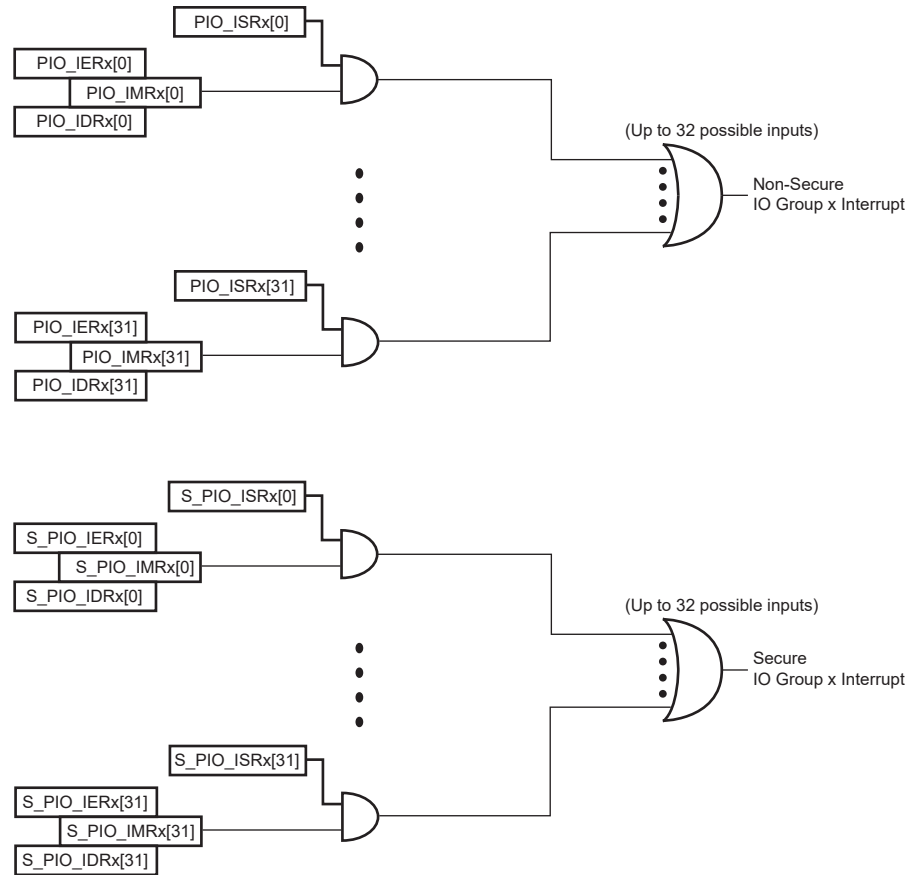 PIO_ISRx[0]
PIO_IERx[0]
PIO_IMRx[0]
PIO_IDRx[0]
(Up to 32 possible inputs)
Non-Secure
IO Group x Interrupt
PIO_ISRx[31]
PIO_IERx[31]
PIO_IMRx[31]
PIO_IDRx[31]
S_PIO_ISRx[0]
S_PIO_IERx[0]
S_PIO_IMRx[0]
S_PIO_IDRx[0]
(Up to 32 possible inputs)
Secure
IO Group x Interrupt
S_PIO_ISRx[31]
S_PIO_IERx[31]
S_PIO_IMRx[31]
S_PIO_IDRx[31]